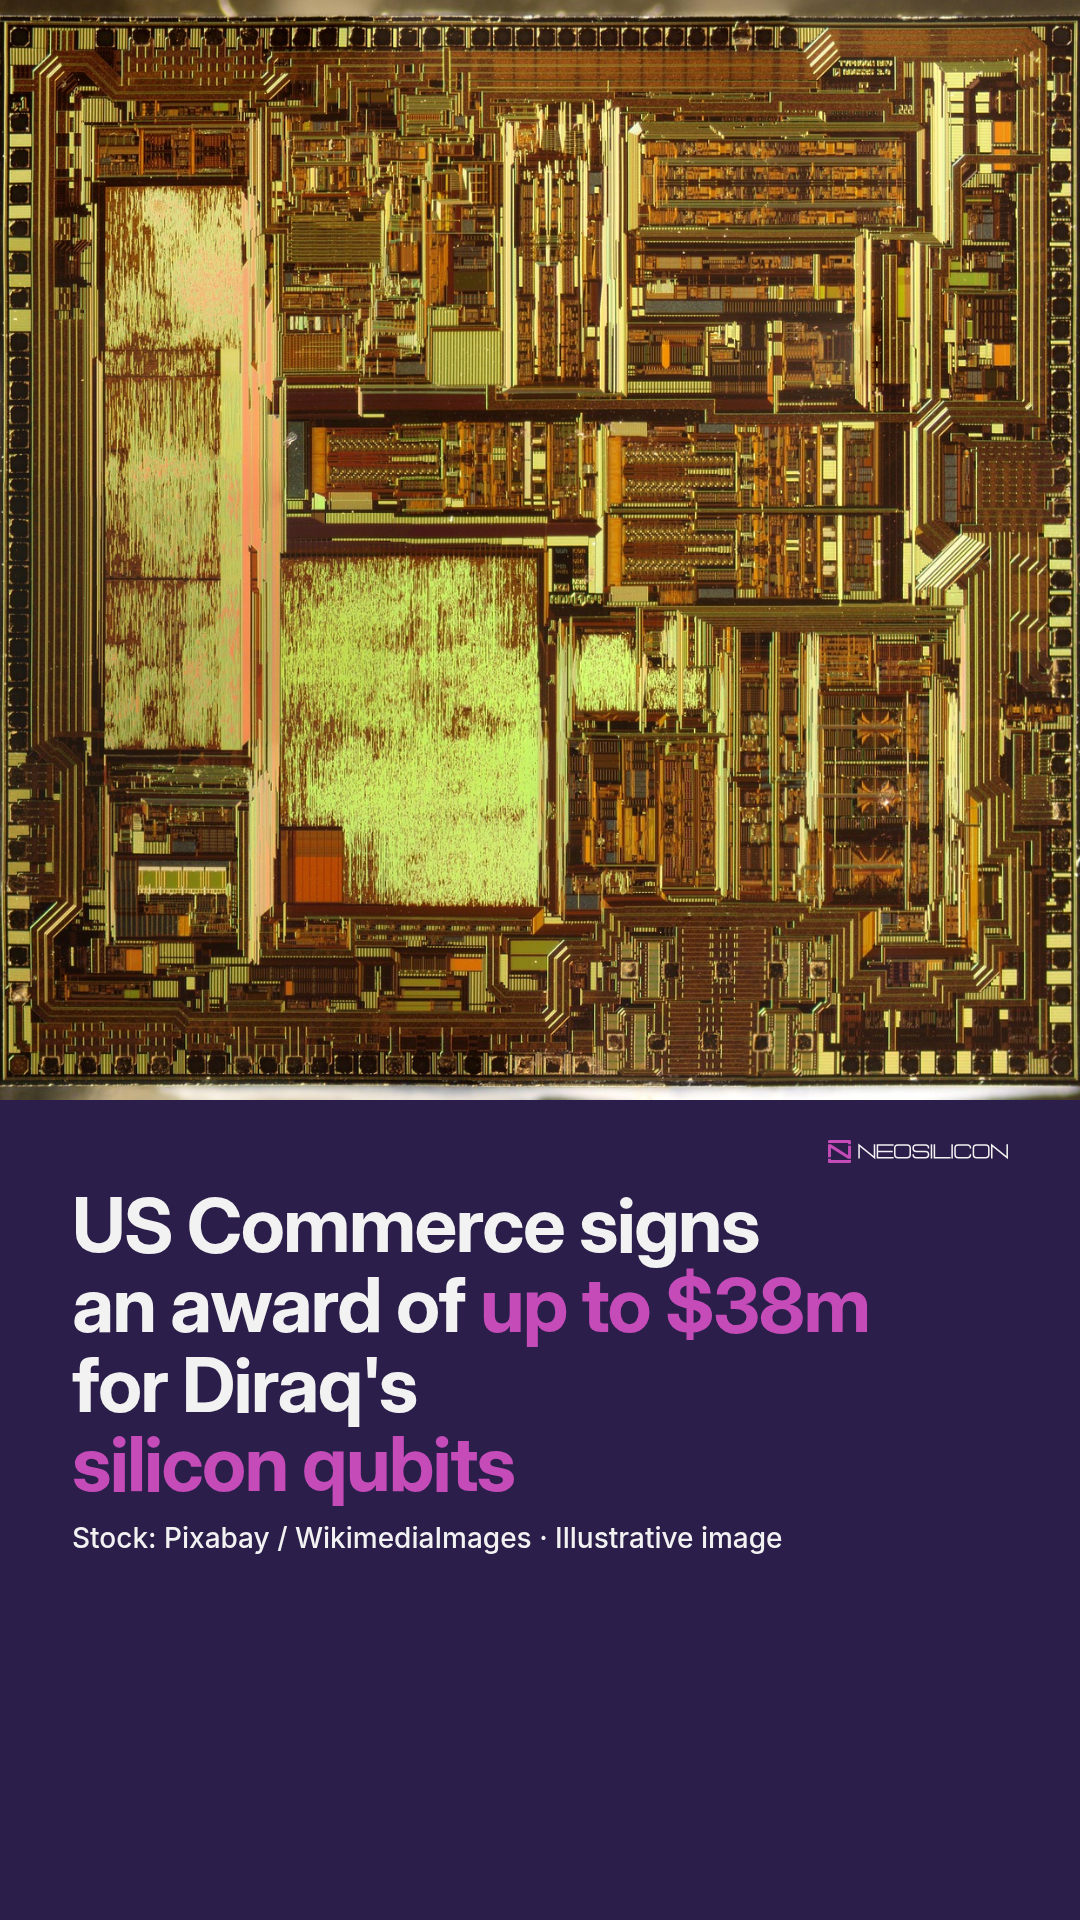 NEOSILICON
US Commerce signs
an award of up to $38m
for Diraq's
silicon qubits
Stock: Pixabay / WikimediaImages · Illustrative image